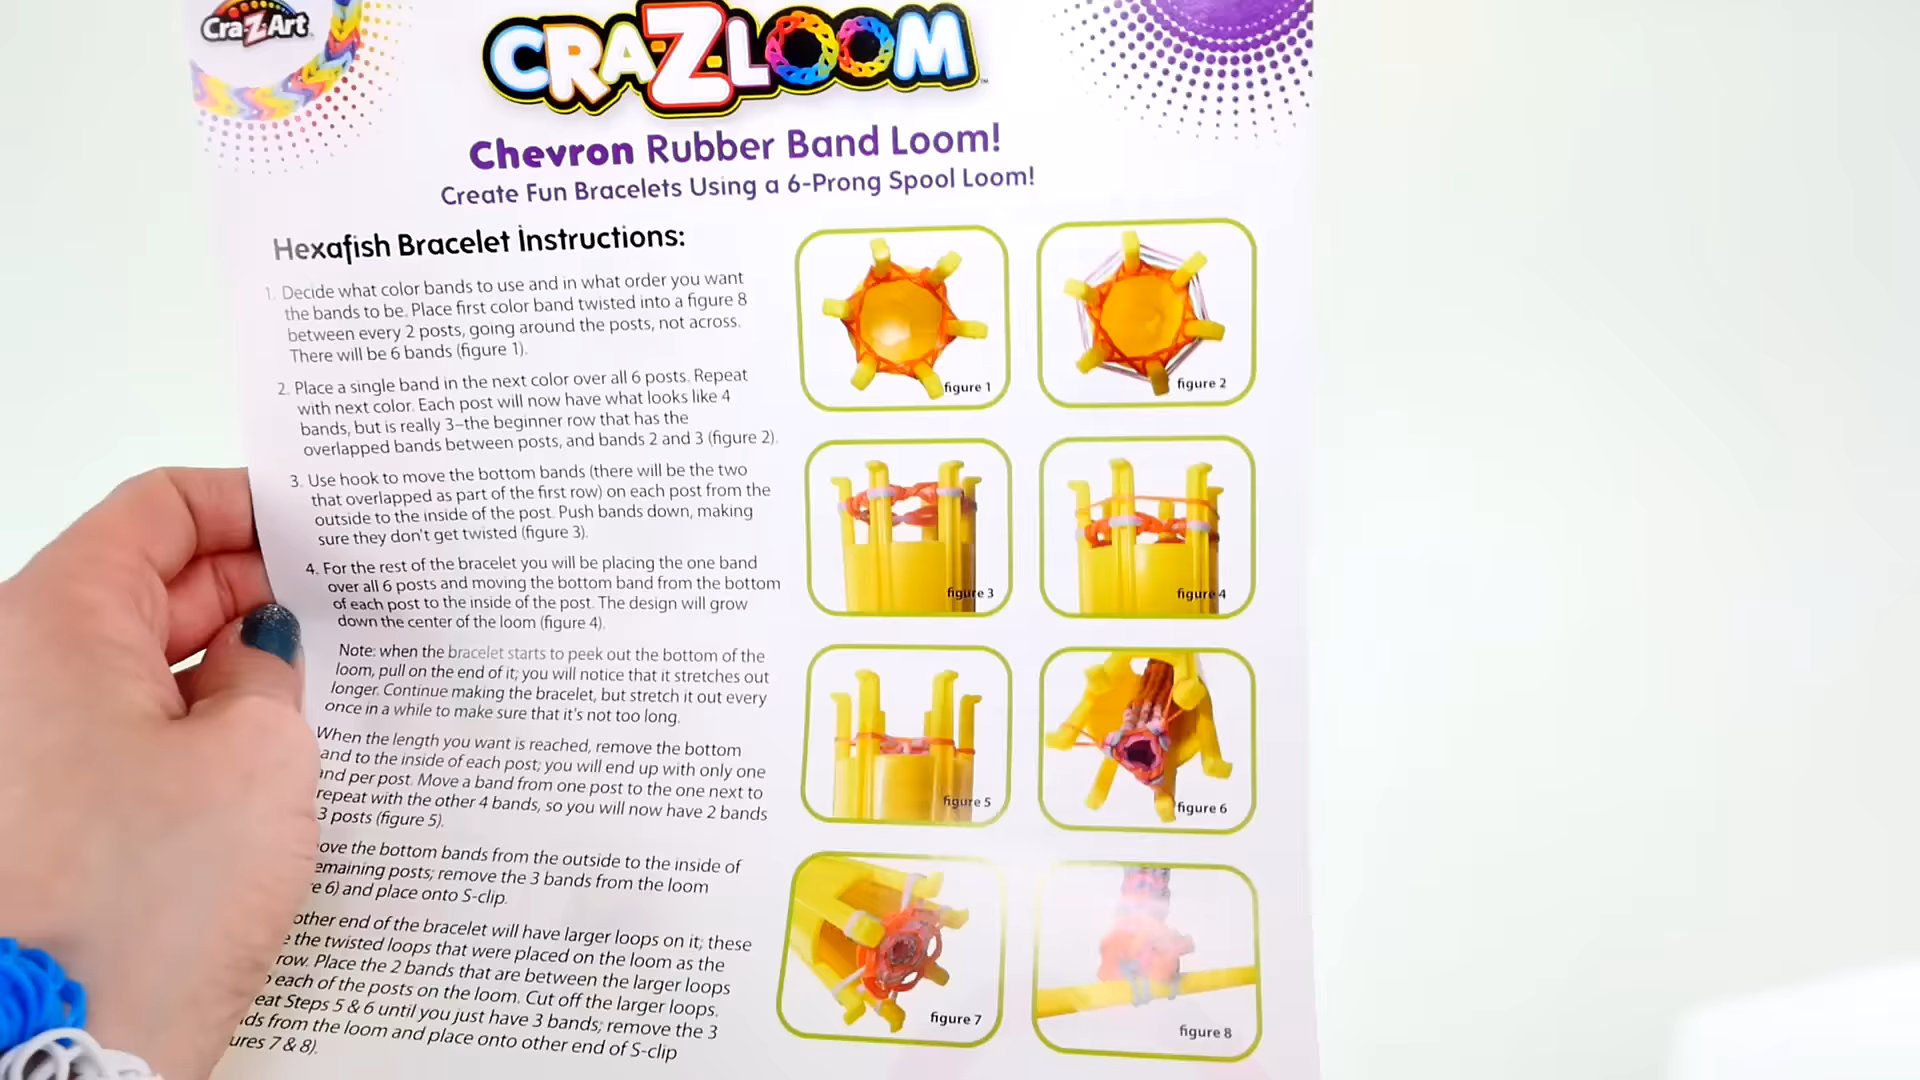 Cra-Z-Art
CRA-Z-LOOM™
Chevron Rubber Band Loom!
Create Fun Bracelets Using a 6-Prong Spool Loom!
Hexafish Bracelet Instructions:
1. Decide what color bands to use and in what order you want
the bands to be. Place first color band twisted into a figure 8
between every 2 posts, going around the posts, not across.
There will be 6 bands (figure 1).
2. Place a single band in the next color over all 6 posts. Repeat
with next color. Each post will now have what looks like 4
bands, but is really 3–the beginner row that has the
overlapped bands between posts, and bands 2 and 3 (figure 2).
3. Use hook to move the bottom bands (there will be the two
that overlapped as part of the first row) on each post from the
outside to the inside of the post. Push bands down, making
sure they don't get twisted (figure 3).
4. For the rest of the bracelet you will be placing the one band
over all 6 posts and moving the bottom band from the bottom
of each post to the inside of the post. The design will grow
down the center of the loom (figure 4).
Note: when the bracelet starts to peek out the bottom of the
loom, pull on the end of it; you will notice that it stretches out
longer. Continue making the bracelet, but stretch it out every
once in a while to make sure that it's not too long.
When the length you want is reached, remove the bottom
and to the inside of each post; you will end up with only one
nd per post. Move a band from one post to the one next to
repeat with the other 4 bands, so you will now have 2 bands
3 posts (figure 5).
ove the bottom bands from the outside to the inside of
emaining posts; remove the 3 bands from the loom
e 6) and place onto S-clip.
other end of the bracelet will have larger loops on it; these
e the twisted loops that were placed on the loom as the
row. Place the 2 bands that are between the larger loops
o each of the posts on the loom. Cut off the larger loops.
eat Steps 5 & 6 until you just have 3 bands; remove the 3
ds from the loom and place onto other end of S-clip
ures 7 & 8).
figure 1
figure 2
figure 3
figure 4
figure 5
figure 6
figure 7
figure 8